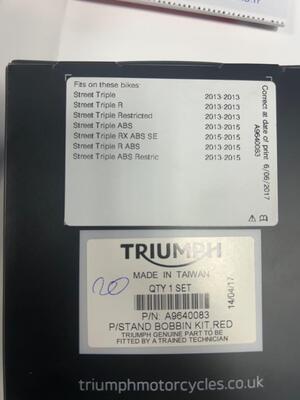 Fits on these bikes:
Street Triple 2013-2013
Street Triple R 2013-2013
Street Triple Restricted 2013-2013
Street Triple ABS 2013-2015
Street Triple RX ABS SE 2015-2015
Street Triple R ABS 2013-2015
Street Triple ABS Restric 2013-2015
Correct at date of print: 6/05/2017
A9640083
TRIUMPH
MADE IN TAIWAN
20
QTY 1 SET
14/04/17
P/N: A9640083
P/STAND BOBBIN KIT,RED
TRIUMPH GENUINE PART TO BE
FITTED BY A TRAINED TECHNICIAN
triumphmotorcycles.co.uk